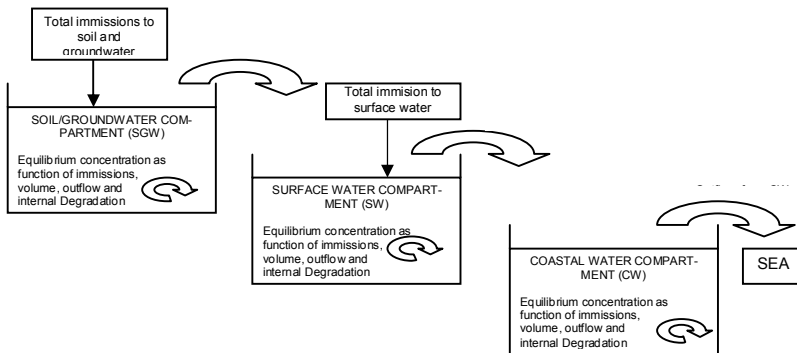 Total immissions to
soil and
groundwater
SOIL/GROUNDWATER COM-
PARTMENT (SGW)
Equilibrium concentration as
function of immissions,
volume, outflow and
internal Degradation
Total immision to
surface water
SURFACE WATER COMPART-
MENT (SW)
Equilibrium concentration as
function of immissions,
volume, outflow and
internal Degradation
COASTAL WATER COMPART-
MENT (CW)
Equilibrium concentration as
function of immissions,
volume, outflow and
internal Degradation
SEA